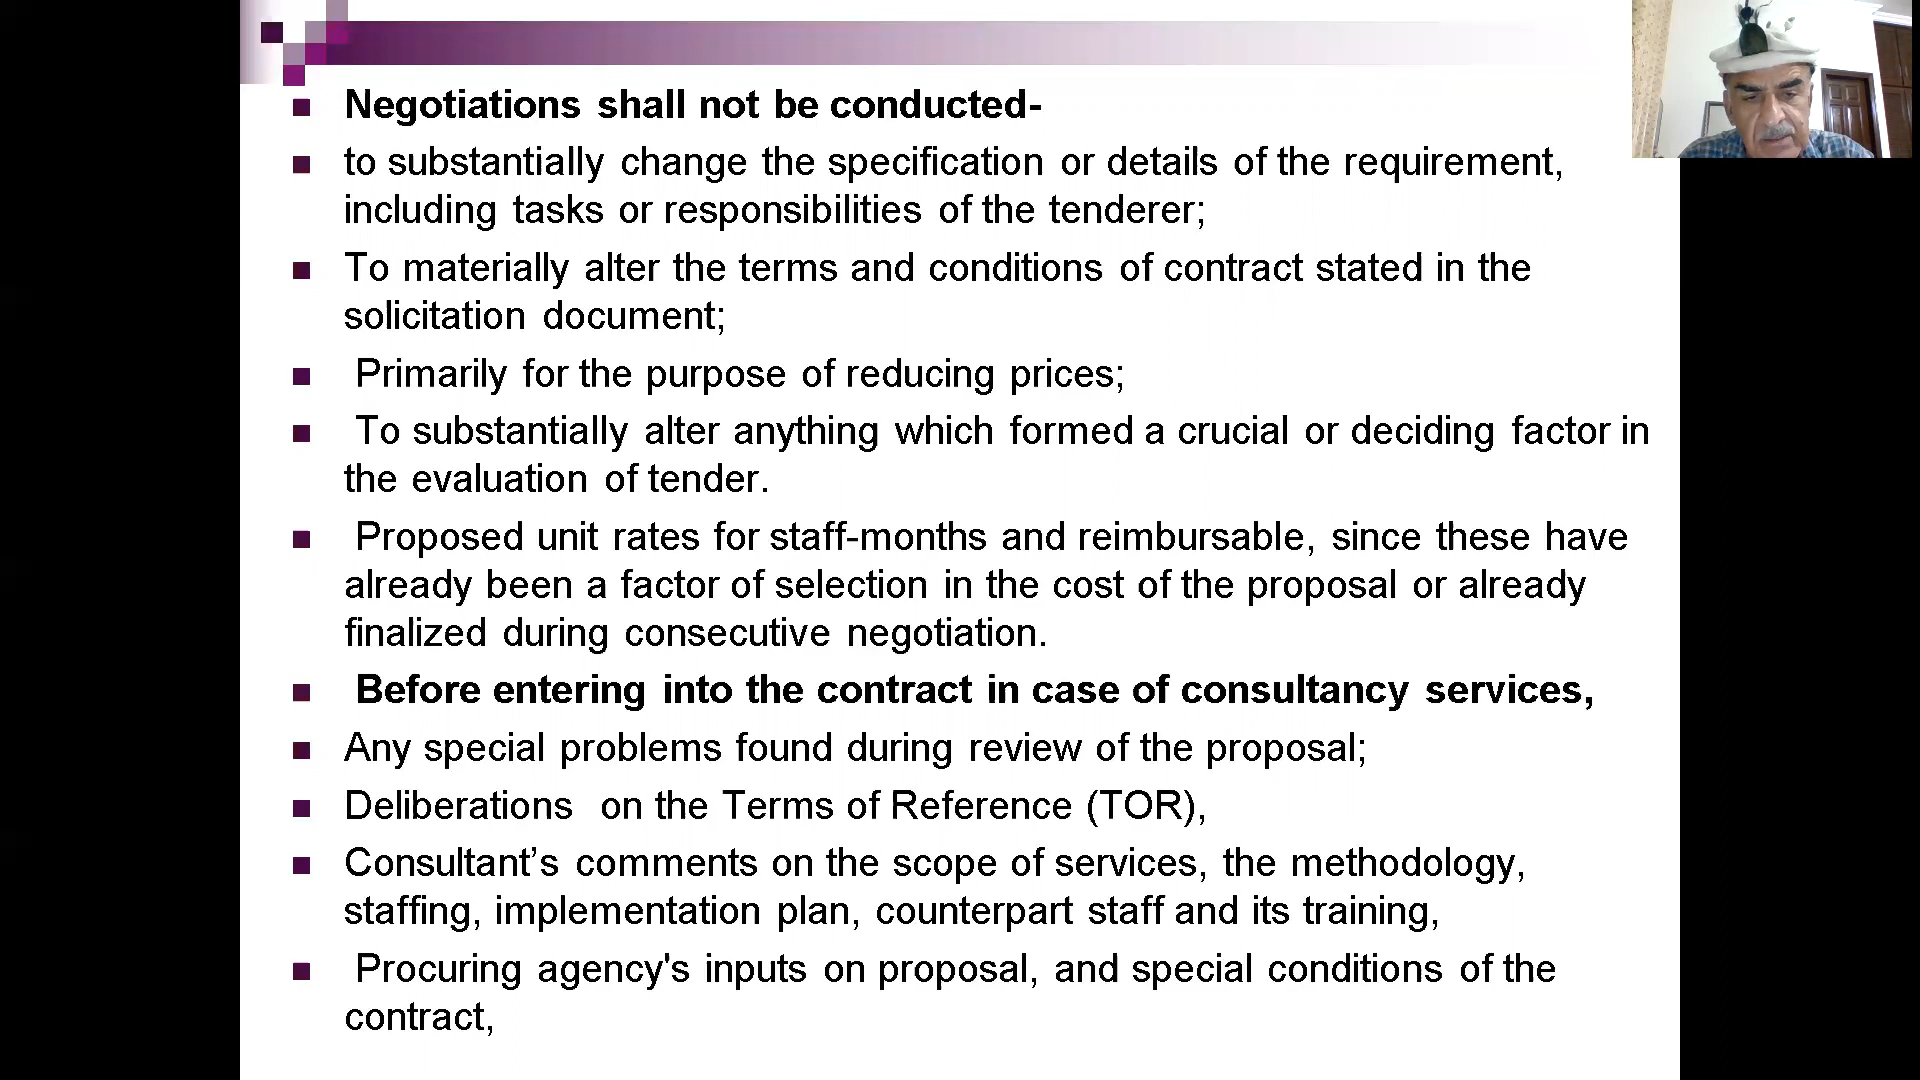 Negotiations shall not be conducted-
to substantially change the specification or details of the requirement,
including tasks or responsibilities of the tenderer;
To materially alter the terms and conditions of contract stated in the
solicitation document;
Primarily for the purpose of reducing prices;
To substantially alter anything which formed a crucial or deciding factor in
the evaluation of tender.
Proposed unit rates for staff-months and reimbursable, since these have
already been a factor of selection in the cost of the proposal or already
finalized during consecutive negotiation.
Before entering into the contract in case of consultancy services,
Any special problems found during review of the proposal;
Deliberations on the Terms of Reference (TOR),
Consultant’s comments on the scope of services, the methodology,
staffing, implementation plan, counterpart staff and its training,
Procuring agency's inputs on proposal, and special conditions of the
contract,